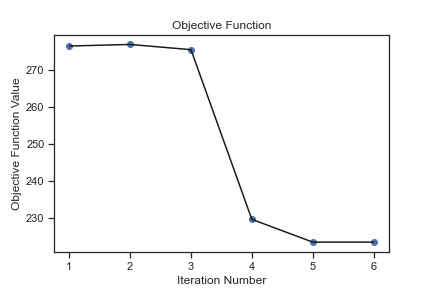 Objective Function
Objective Function Value
270
260
250
240
230
1 2 3 4 5 6
Iteration Number